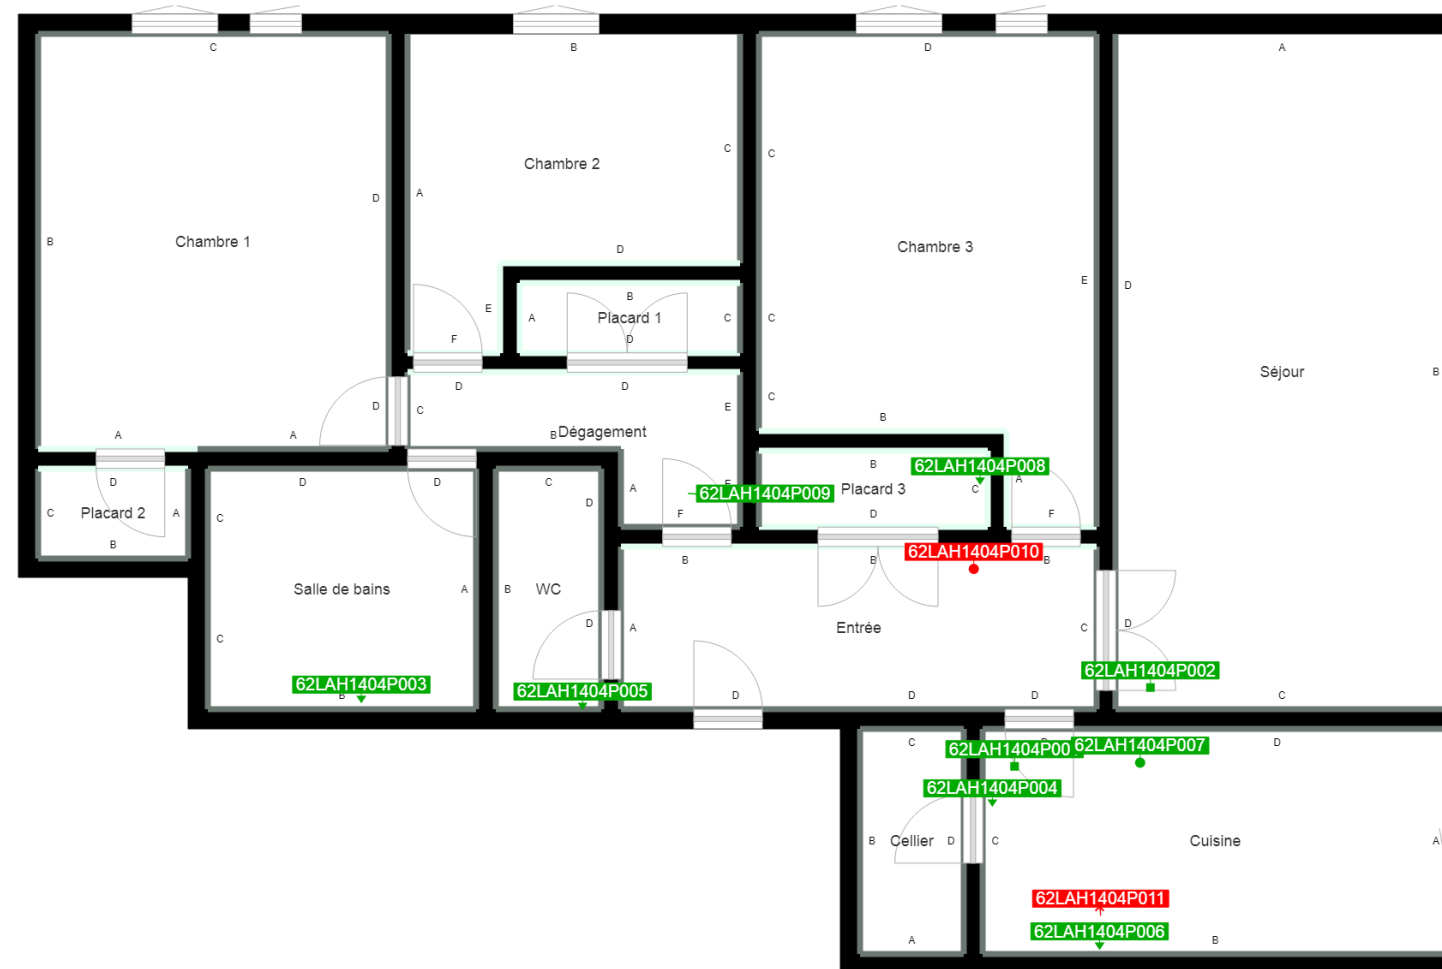 C
B
D
A
C
C
Chambre 2
C
D
A
B
Chambre 1
D
Chambre 3
E
D
B
E
A
Placard 1
C
C
D
F
Séjour
B
D
D
D
C
E
C
B
A
A
B
Dégagement
B
62LAH1404P008
A
D
D
D
C
D
E
62LAH1404P009
Placard 3
C
A
C
Placard 2
A
C
D
F
D
F
B
B
B
62LAH1404P010
B
Salle de bains
A
B
WC
D
A
Entrée
C
D
C
62LAH1404P002
62LAH1404P003
B
62LAH1404P005
D
D
D
C
C
62LAH1404P00
D
62LAH1404P007
D
62LAH1404P004
B
Cellier
D
C
Cuisine
A
62LAH1404P011
62LAH1404P006
A
B